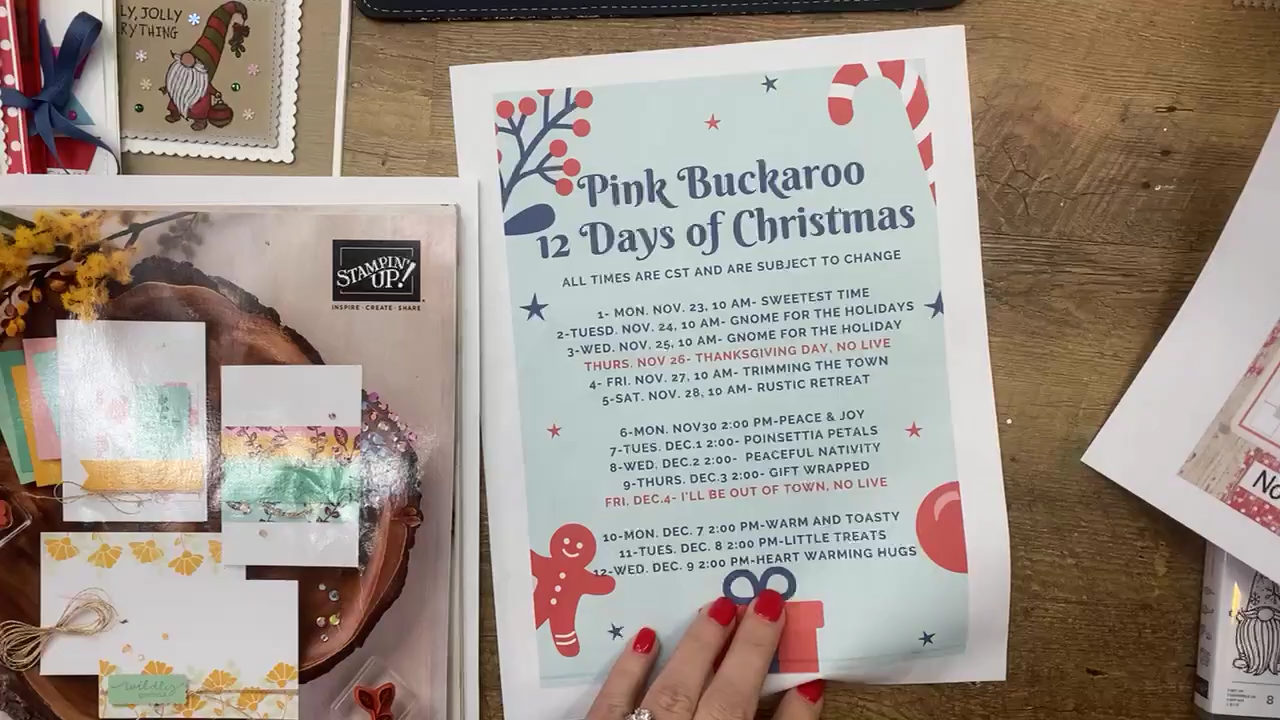 LY, JOLLY
RYTHING
STAMPIN' UP!
INSPIRE · CREATE · SHARE
Pink Buckaroo
12 Days of Christmas
ALL TIMES ARE CST AND ARE SUBJECT TO CHANGE
1- MON. NOV. 23, 10 AM- SWEETEST TIME
2-TUESD. NOV. 24, 10 AM- GNOME FOR THE HOLIDAYS
3-WED. NOV. 25, 10 AM- GNOME FOR THE HOLIDAY
THURS. NOV 26- THANKSGIVING DAY, NO LIVE
4- FRI. NOV. 27, 10 AM- TRIMMING THE TOWN
5-SAT. NOV. 28, 10 AM- RUSTIC RETREAT
6-MON. NOV30 2:00 PM-PEACE & JOY
7-TUES. DEC.1 2:00- POINSETTIA PETALS
8-WED. DEC.2 2:00- PEACEFUL NATIVITY
9-THURS. DEC.3 2:00- GIFT WRAPPED
FRI. DEC.4- I'LL BE OUT OF TOWN, NO LIVE
10-MON. DEC. 7 2:00 PM-WARM AND TOASTY
11-TUES. DEC. 8 2:00 PM-LITTLE TREATS
12-WED. DEC. 9 2:00 PM-HEART WARMING HUGS
wildly
No
8